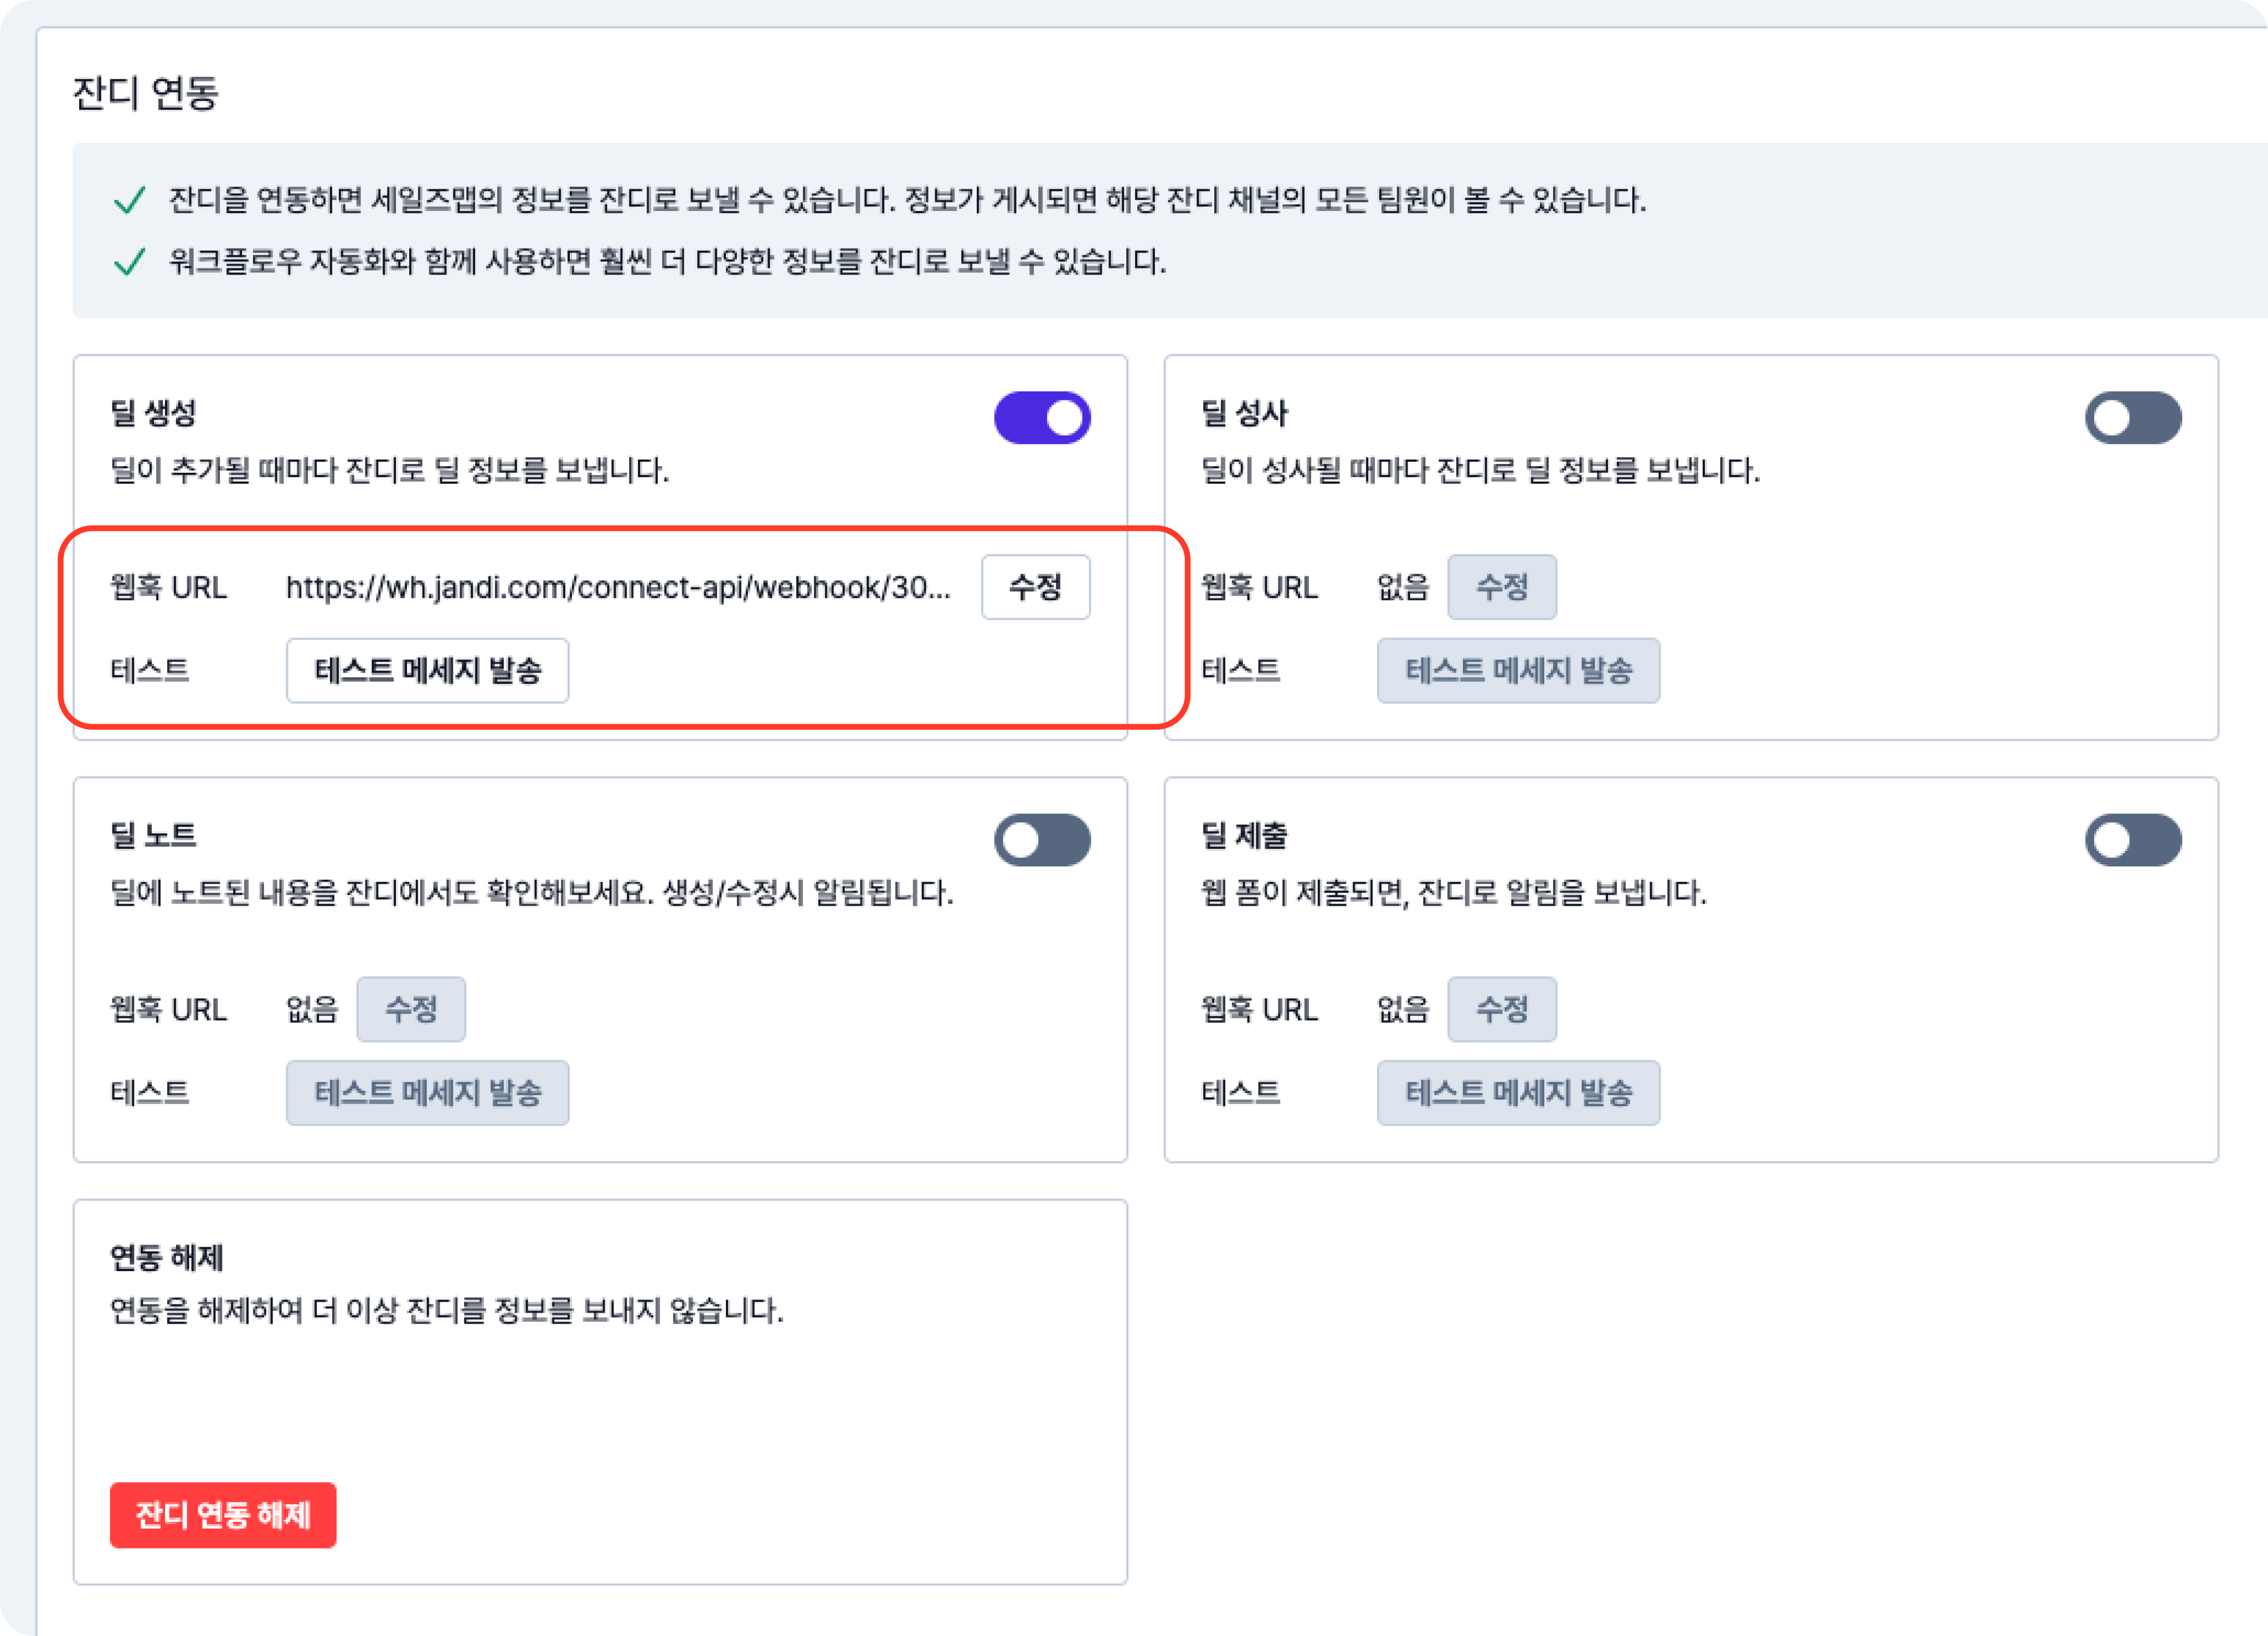 잔디 연동
잔디을 연동하면 세일즈맵의 정보를 잔디로 보낼 수 있습니다. 정보가 게시되면 해당 잔디 채널의 모든 팀원이 볼 수 있습니다.
워크플로우 자동화와 함께 사용하면 훨씬 더 다양한 정보를 잔디로 보낼 수 있습니다.
딜 생성
딜이 추가될 때마다 잔디로 딜 정보를 보냅니다.
웹훅 URL https://wh.jandi.com/connect-api/webhook/30... 수정
테스트 테스트 메세지 발송
딜 성사
딜이 성사될 때마다 잔디로 딜 정보를 보냅니다.
웹훅 URL 없음 수정
테스트 테스트 메세지 발송
딜 노트
딜에 노트된 내용을 잔디에서도 확인해보세요. 생성/수정시 알림됩니다.
웹훅 URL 없음 수정
테스트 테스트 메세지 발송
딜 제출
웹 폼이 제출되면, 잔디로 알림을 보냅니다.
웹훅 URL 없음 수정
테스트 테스트 메세지 발송
연동 해제
연동을 해제하여 더 이상 잔디를 정보를 보내지 않습니다.
잔디 연동 해제